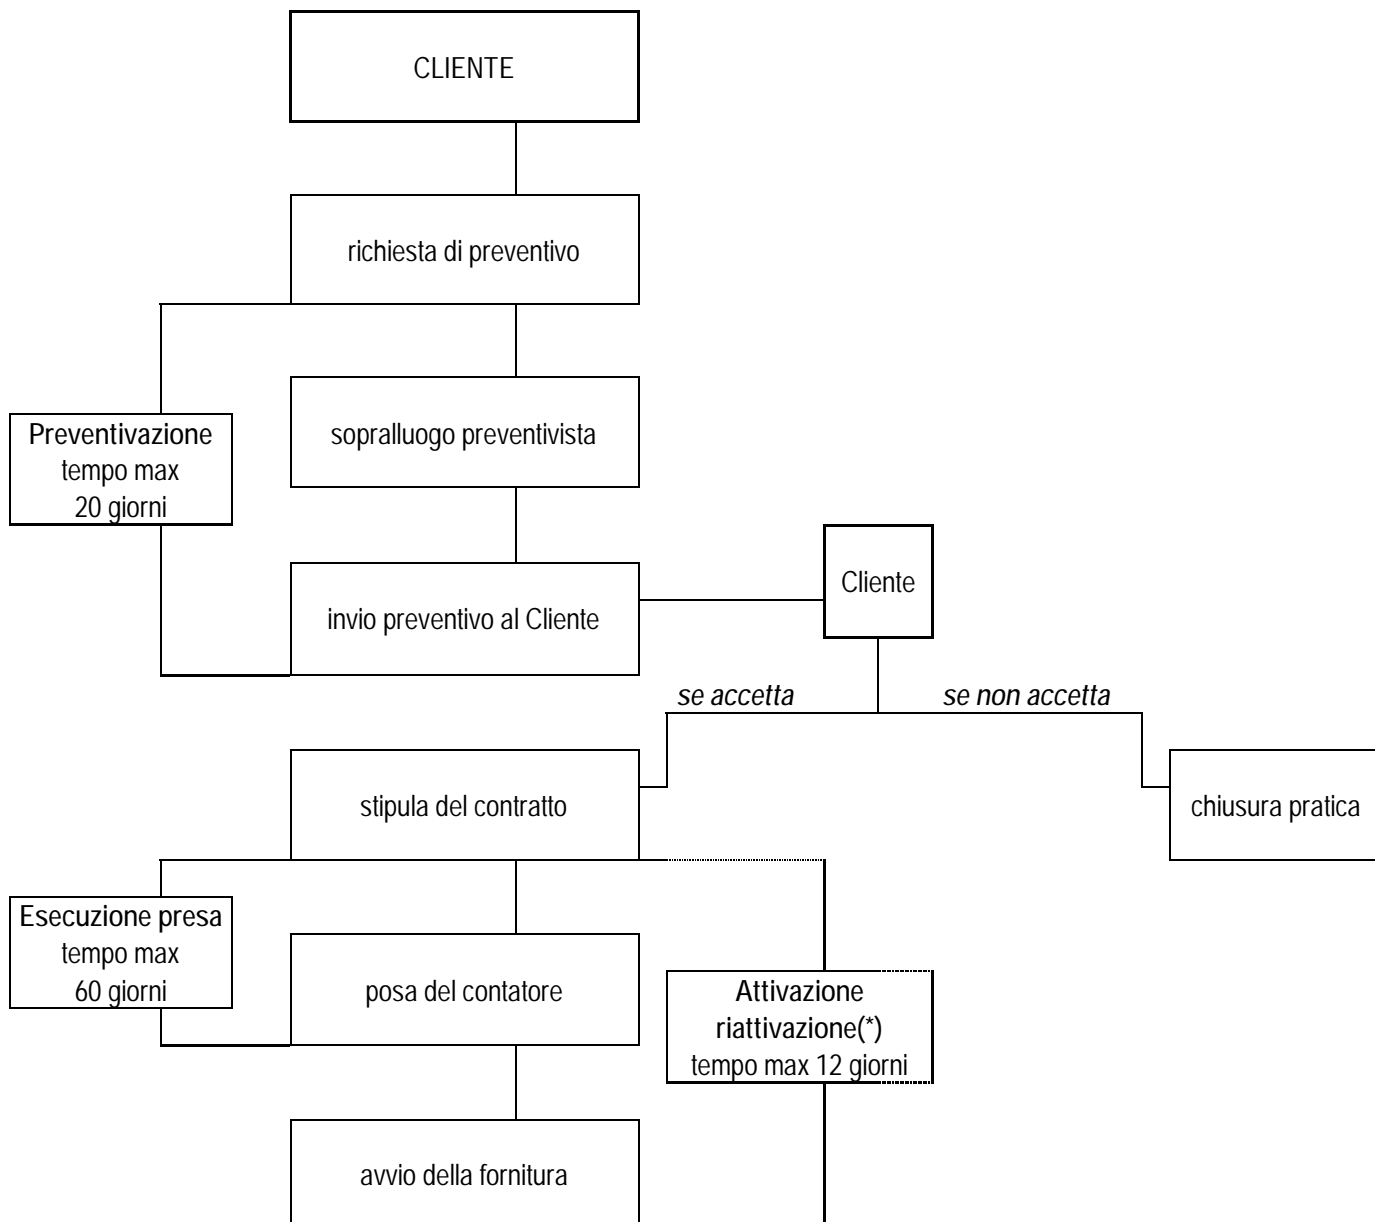 CLIENTE
richiesta di preventivo
Preventivazione
tempo max
20 giorni
sopralluogo preventivista
invio preventivo al Cliente
Cliente
se accetta
se non accetta
stipula del contratto
chiusura pratica
Esecuzione presa
tempo max
60 giorni
posa del contatore
Attivazione
riattivazione(*)
tempo max 12 giorni
avvio della fornitura